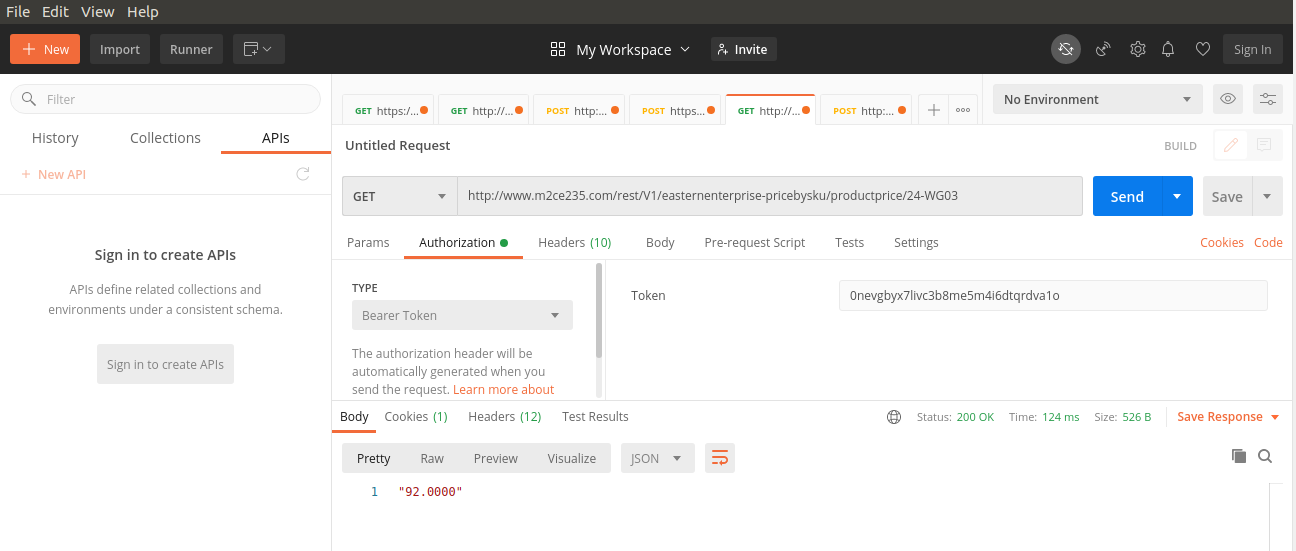 File Edit View Help
+ New Import Runner My Workspace Invite Sign In
Filter
History Collections APIs
+ New API
Sign in to create APIs
APIs define related collections and
environments under a consistent schema.
Sign in to create APIs
GET https:/... GET http://... POST http:... POST https... GET http://... POST http:... + ooo
No Environment
Untitled Request BUILD
GET http://www.m2ce235.com/rest/V1/easternenterprise-pricebysku/productprice/24-WG03 Send Save
Params Authorization Headers (10) Body Pre-request Script Tests Settings Cookies Code
TYPE
Bearer Token
The authorization header will be
automatically generated when you
send the request. Learn more about
Token 0nevgbyx7livc3b8me5m4i6dtqrdva1o
Body Cookies (1) Headers (12) Test Results Status: 200 OK Time: 124 ms Size: 526 B Save Response
Pretty Raw Preview Visualize JSON
1 "92.0000"